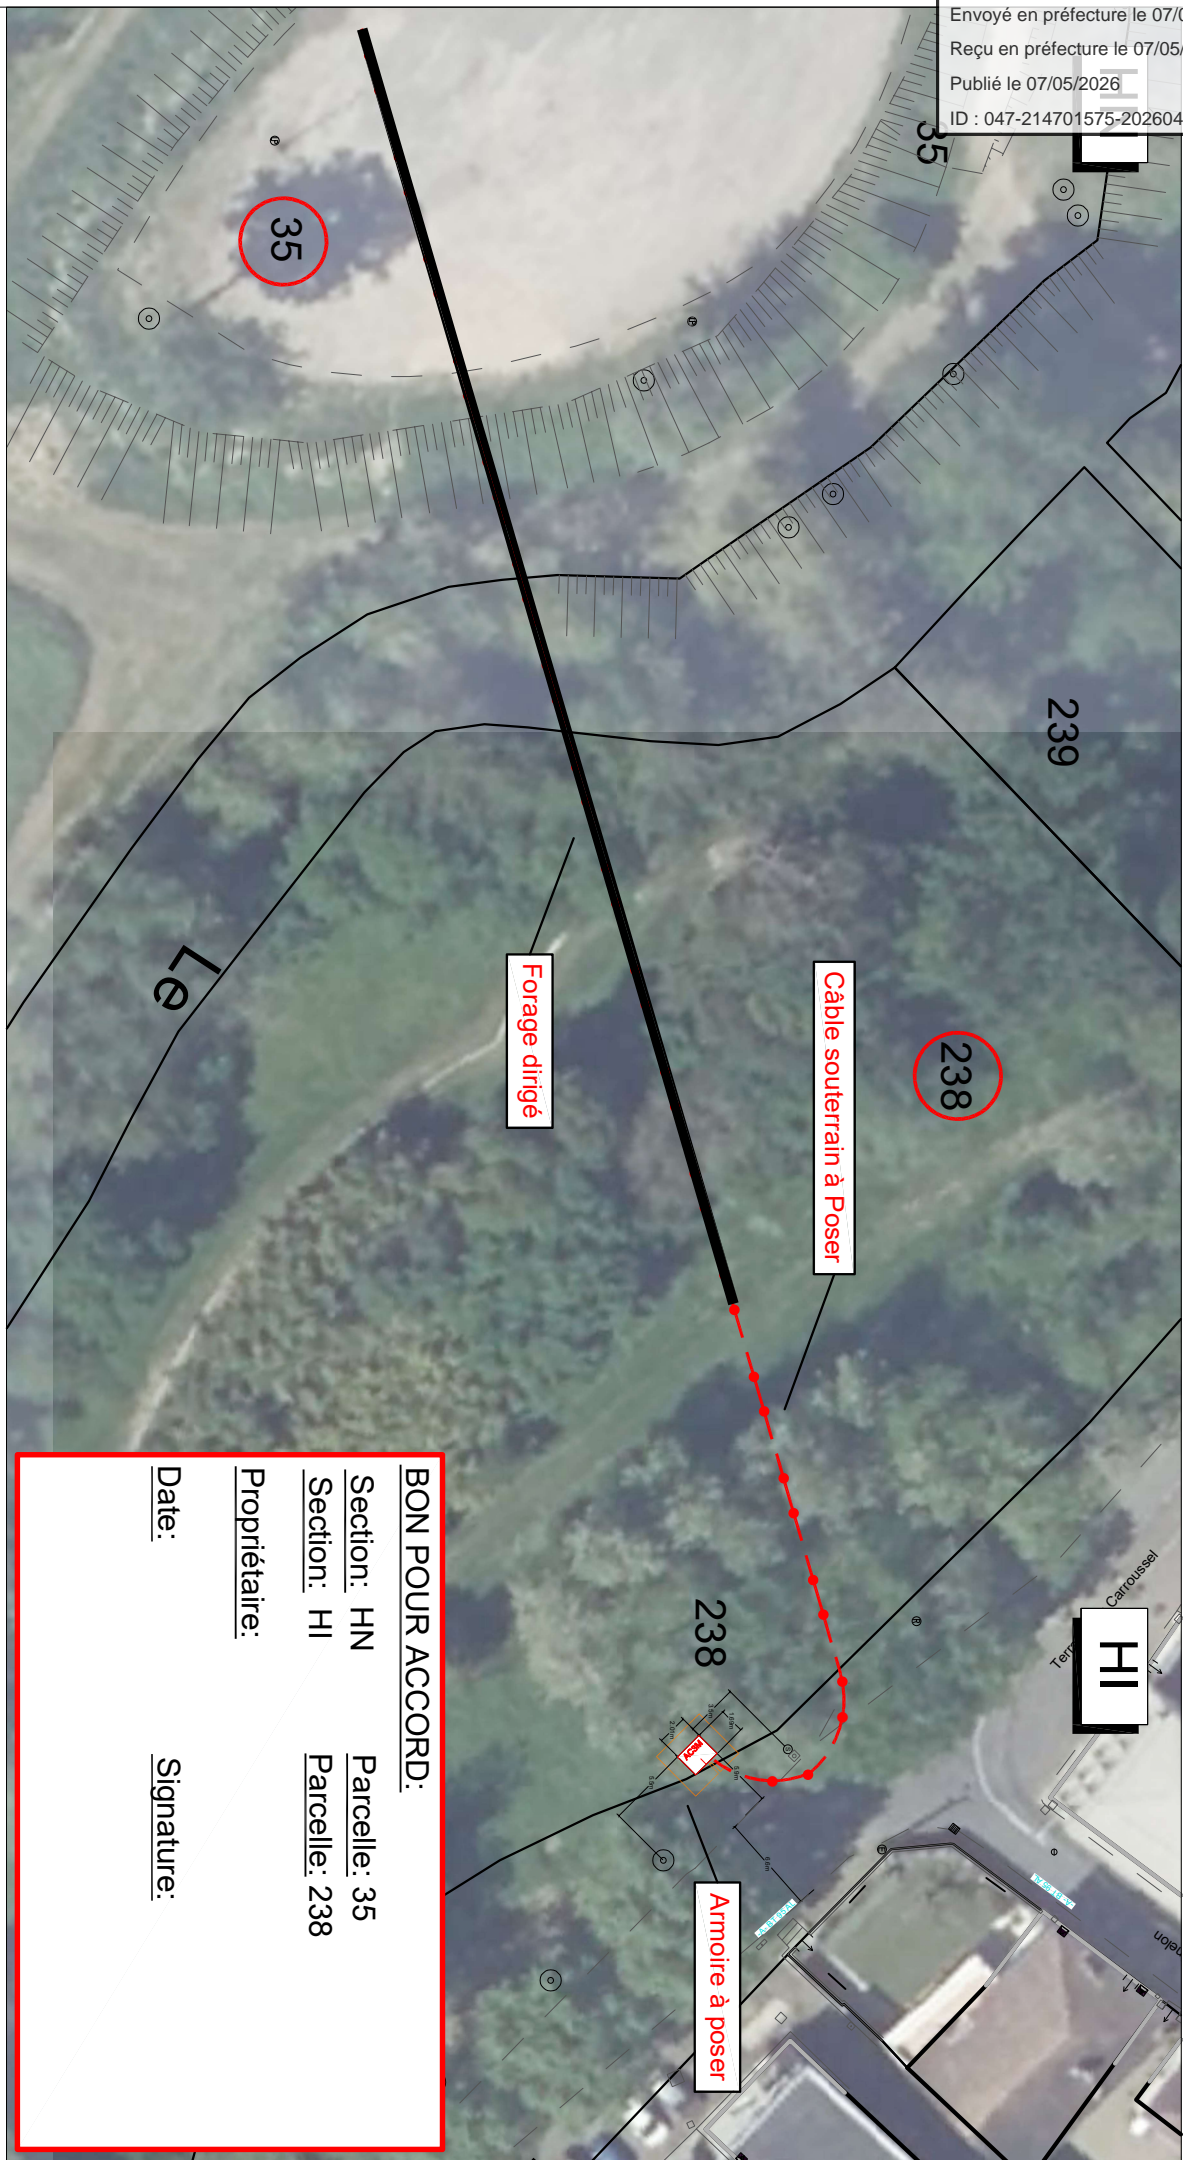 Envoyé en préfecture le 07/0
Reçu en préfecture le 07/05/
Publié le 07/05/2026
ID : 047-214701575-202604
HN
35
35
239
238
Le
Forage dirigé
Câble souterrain à Poser
238
HI
Carroussel
ACSM
Armoire à poser
BON POUR ACCORD:
Section: HN Parcelle: 35
Section: HI Parcelle: 238
Propriétaire:
Date: Signature: